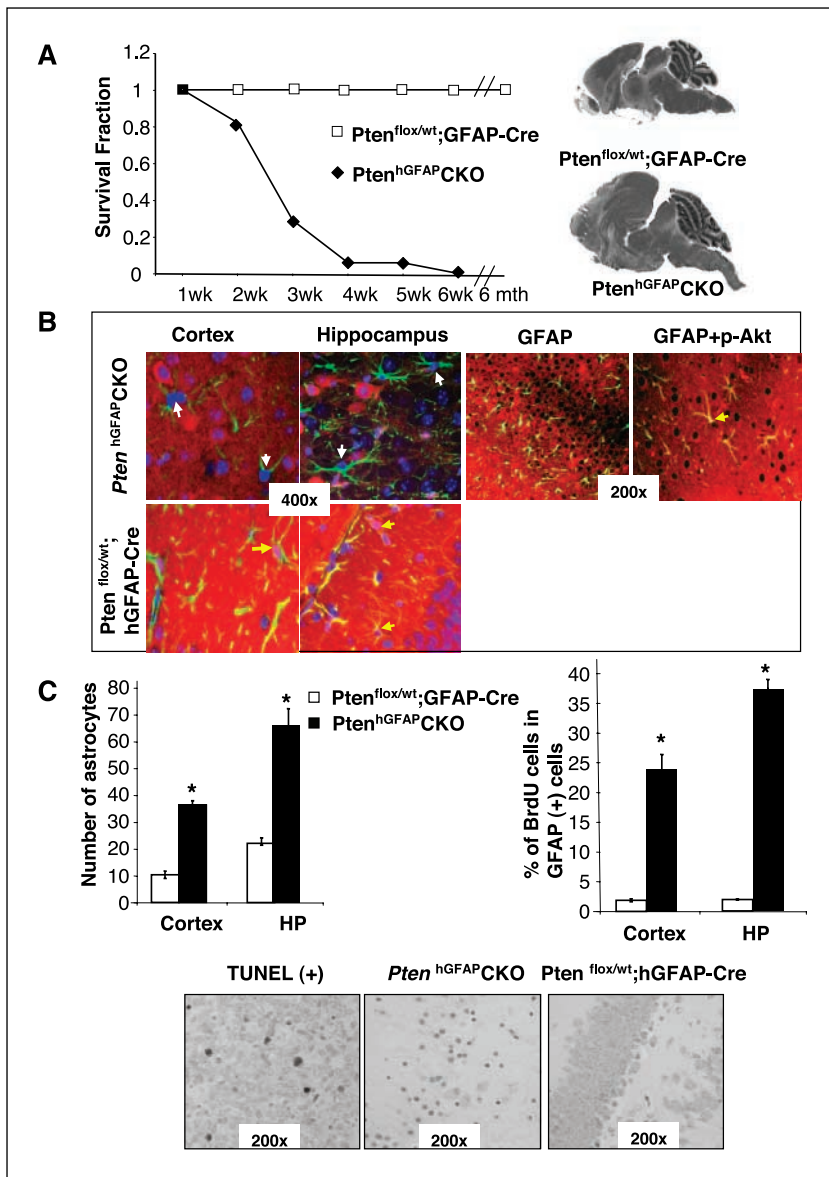 A
Survival Fraction
1.2
1
0.8
0.6
0.4
0.2
0
1wk 2wk 3wk 4wk 5wk 6wk 6 mth
Pten^flox/wt;GFAP-Cre
Pten^hGFAP CKO
Pten^flox/wt;GFAP-Cre
Pten^hGFAP CKO
B
Cortex Hippocampus GFAP GFAP+p-Akt
Pten ^hGFAP CKO
400x
200x
Pten ^flox/wt;
hGFAP-Cre
C
Number of astrocytes
80
70
60
50
40
30
20
10
0
* *
Cortex HP
Pten^flox/wt;GFAP-Cre
Pten^hGFAP CKO
% of BrdU cells in
GFAP (+) cells
40
35
30
25
20
15
10
5
0
* *
Cortex HP
TUNEL (+) Pten ^hGFAP CKO Pten ^flox/wt;hGFAP-Cre
200x 200x 200x